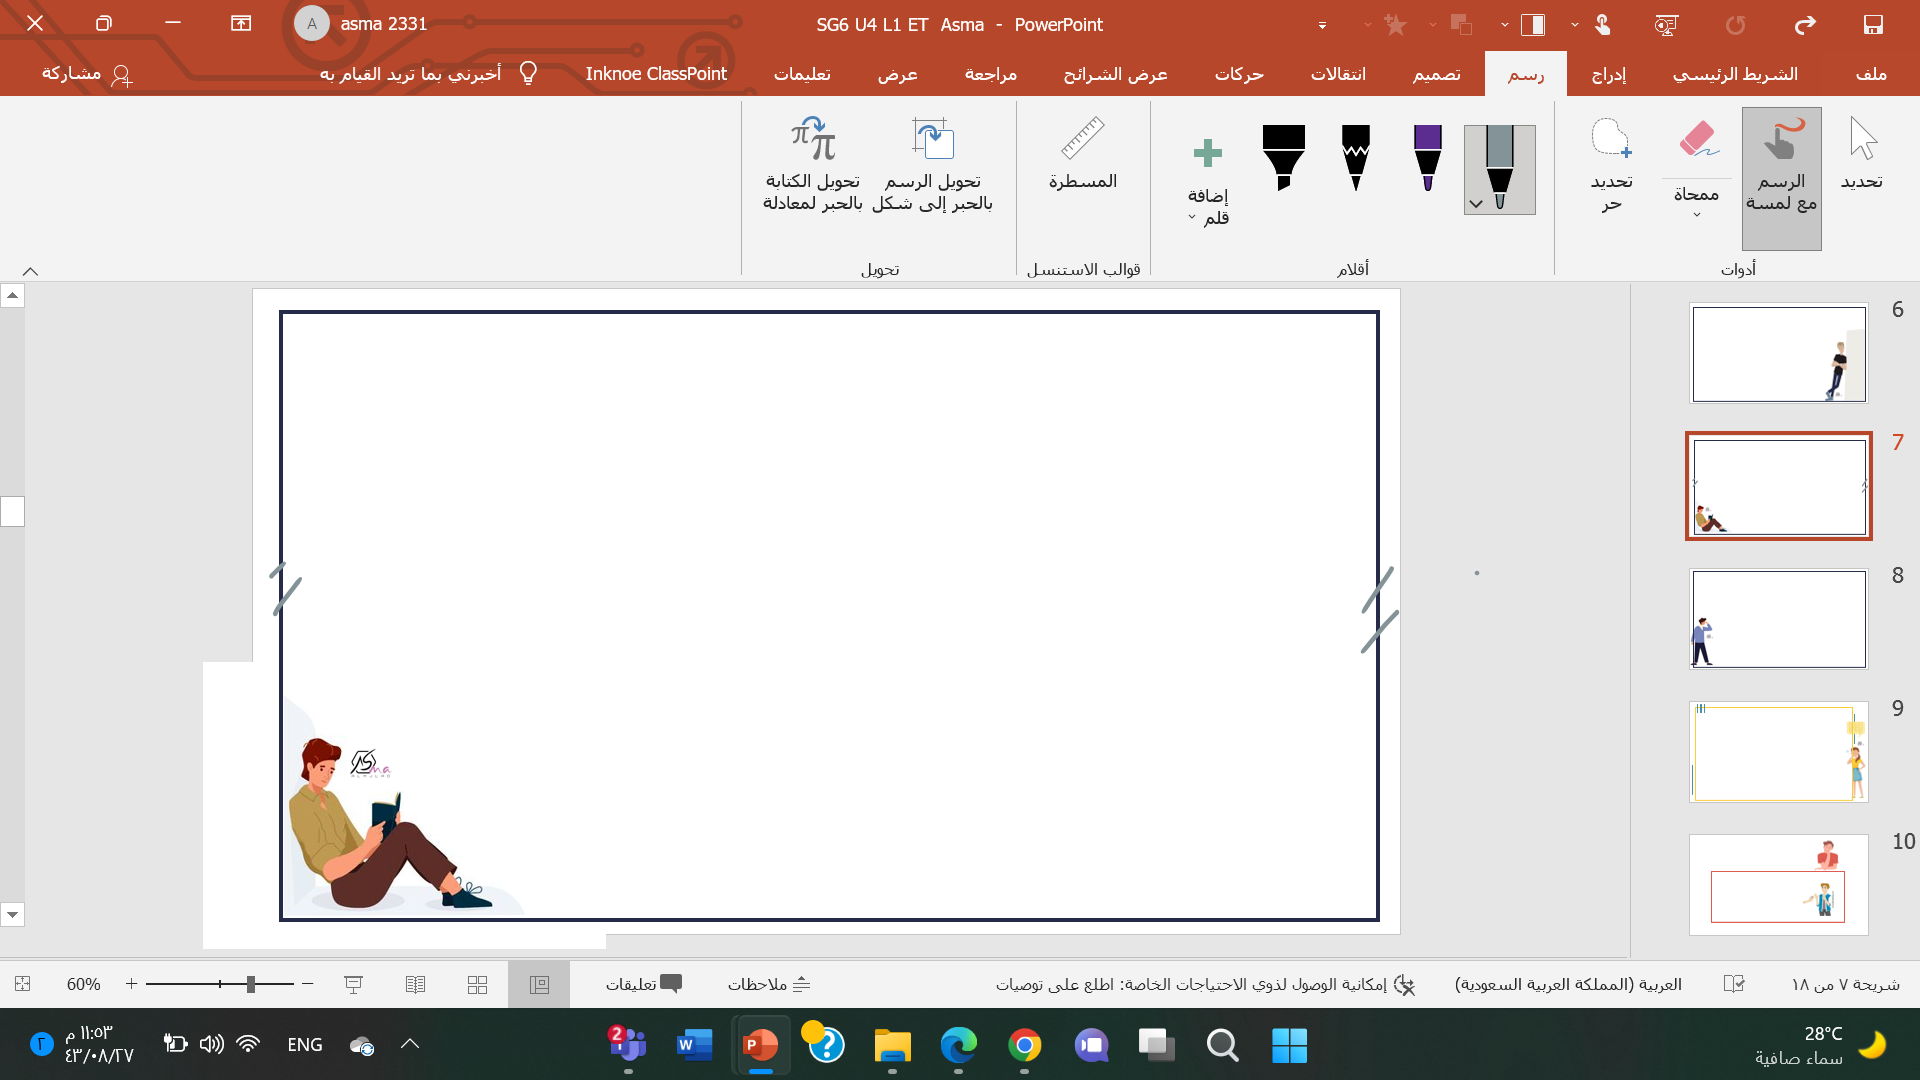 asma 2331
SG6 U4 L1 ET Asma - PowerPoint
ملف
الشريط الرئيسي
إدراج
رسم
تصميم
انتقالات
حركات
عرض الشرائح
مراجعة
عرض
تعليمات
Inknoe ClassPoint
أخبرني بما تريد القيام به
مشاركة
تحديد
الرسم
مع لمسة
ممحاة
تحديد
حر
إضافة
قلم
المسطرة
تحويل الرسم
بالحبر إلى شكل
تحويل الكتابة
بالحبر لمعادلة
أدوات
أقلام
قوالب الاستنسل
تحويل
6
7
8
9
10
شريحة ٧ من ١٨
العربية (المملكة العربية السعودية)
إمكانية الوصول لذوي الاحتياجات الخاصة: اطلع على توصيات
ملاحظات
تعليقات
60%
28°C
سماء صافية
2
ENG
١١:٥٣ م
٤٣/٠٨/٢٧
٢